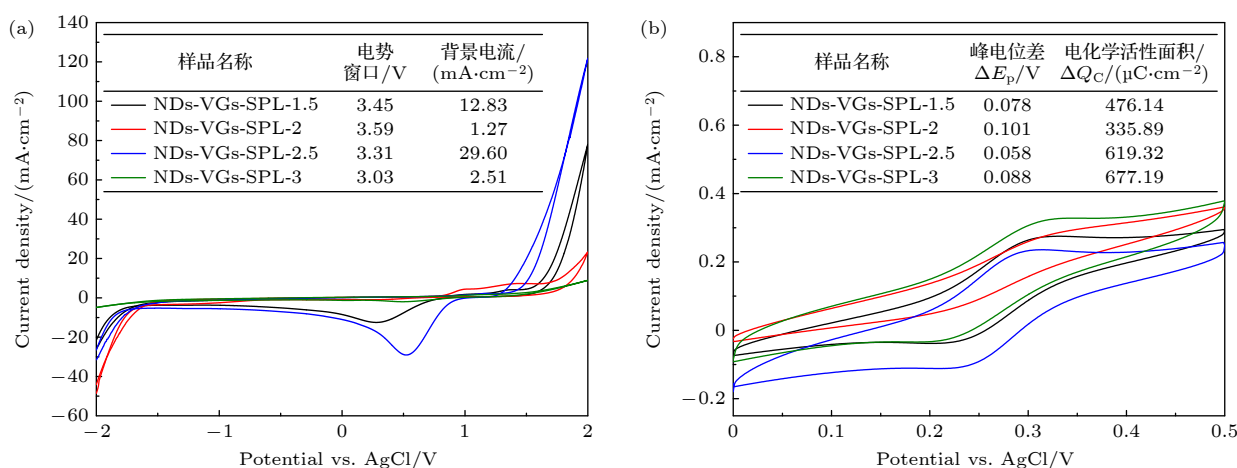 (a)
140
120
100
80
60
40
20
0
−20
−40
−60
Current density/(mA·cm−2)
样品名称 电势窗口/V 背景电流/(mA·cm−2)
NDs-VGs-SPL-1.5 3.45 12.83
NDs-VGs-SPL-2 3.59 1.27
NDs-VGs-SPL-2.5 3.31 29.60
NDs-VGs-SPL-3 3.03 2.51
−2 −1 0 1 2
Potential vs. AgCl/V
(b)
0.8
0.6
0.4
0.2
0
−0.2
Current density/(mA·cm−2)
样品名称 峰电位差 ΔEp/V 电化学活性面积/ΔQC/(μC·cm−2)
NDs-VGs-SPL-1.5 0.078 476.14
NDs-VGs-SPL-2 0.101 335.89
NDs-VGs-SPL-2.5 0.058 619.32
NDs-VGs-SPL-3 0.088 677.19
0 0.1 0.2 0.3 0.4 0.5
Potential vs. AgCl/V